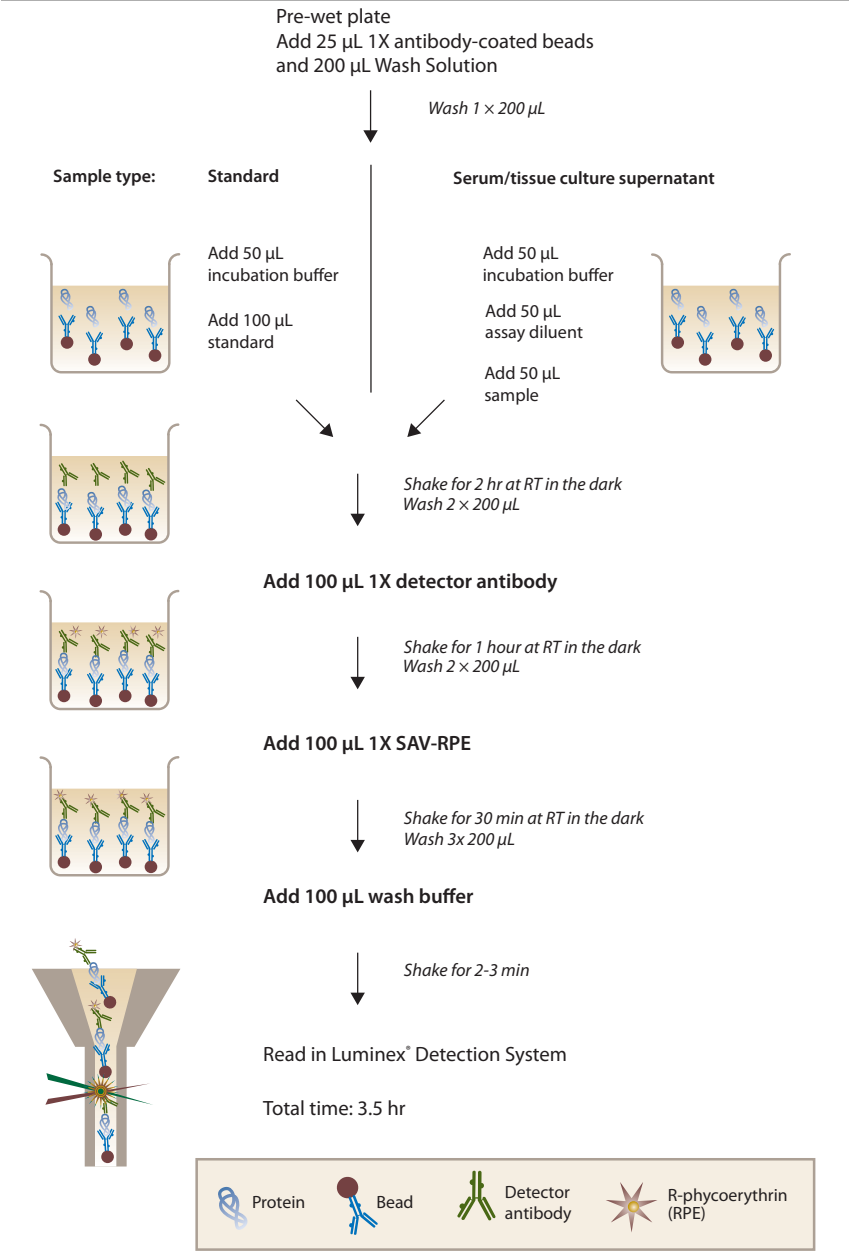 Pre-wet plate
Add 25 µL 1X antibody-coated beads
and 200 µL Wash Solution
Wash 1 × 200 µL
Sample type:
Standard
Serum/tissue culture supernatant
Add 50 µL
incubation buffer
Add 100 µL
standard
Add 50 µL
incubation buffer
Add 50 µL
assay diluent
Add 50 µL
sample
Shake for 2 hr at RT in the dark
Wash 2 × 200 µL
Add 100 µL 1X detector antibody
Shake for 1 hour at RT in the dark
Wash 2 × 200 µL
Add 100 µL 1X SAV-RPE
Shake for 30 min at RT in the dark
Wash 3x 200 µL
Add 100 µL wash buffer
Shake for 2-3 min
Read in Luminex® Detection System
Total time: 3.5 hr
Protein
Bead
Detector
antibody
R-phycoerythrin
(RPE)